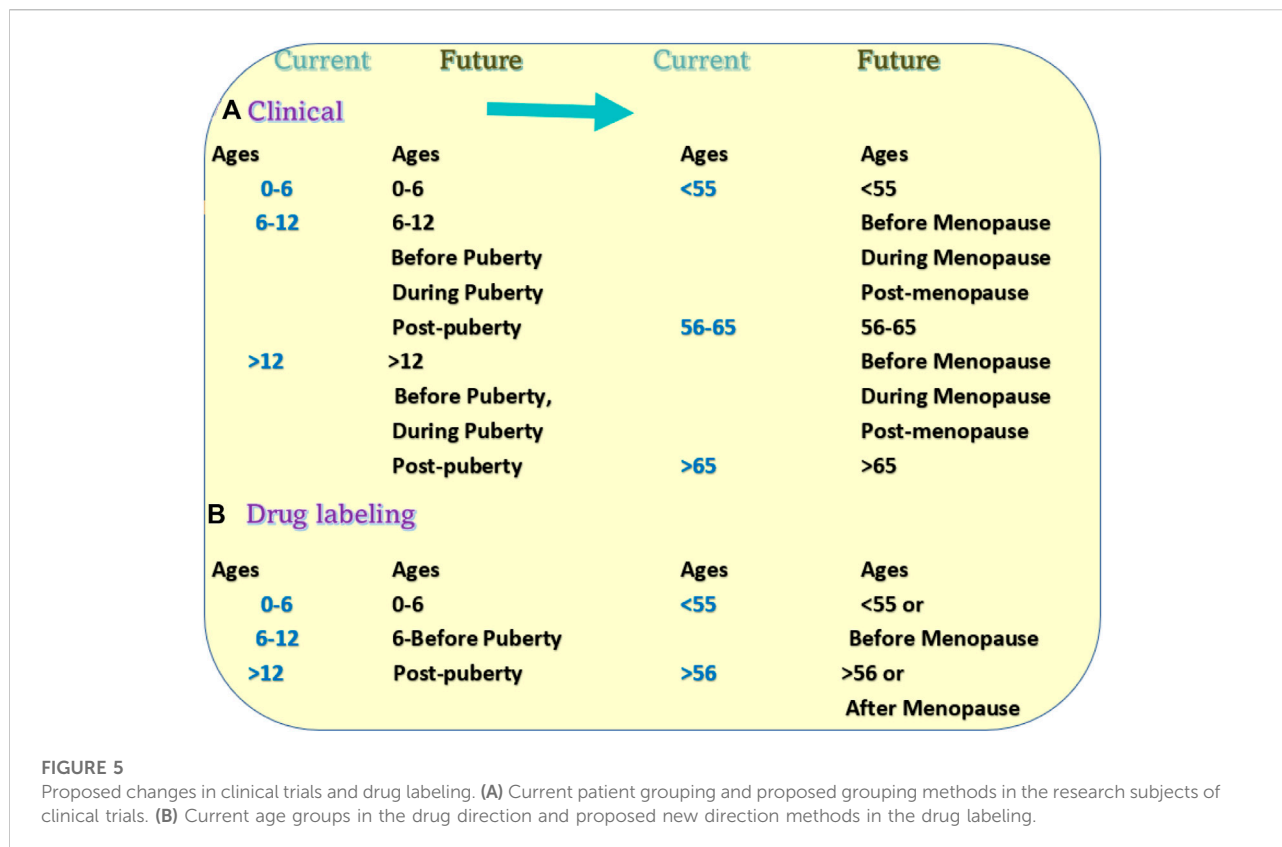 Current Future Current Future
A Clinical
Ages Ages Ages Ages
0-6 0-6 <55 <55
6-12 6-12 Before Menopause
Before Puberty During Menopause
During Puberty Post-menopause
Post-puberty 56-65 56-65
>12 >12 Before Menopause
Before Puberty, During Menopause
During Puberty Post-menopause
Post-puberty >65 >65
B Drug labeling
Ages Ages Ages Ages
0-6 0-6 <55 <55 or
6-12 6-Before Puberty Before Menopause
>12 Post-puberty >56 >56 or
After Menopause
FIGURE 5
Proposed changes in clinical trials and drug labeling. (A) Current patient grouping and proposed grouping methods in the research subjects of
clinical trials. (B) Current age groups in the drug direction and proposed new direction methods in the drug labeling.